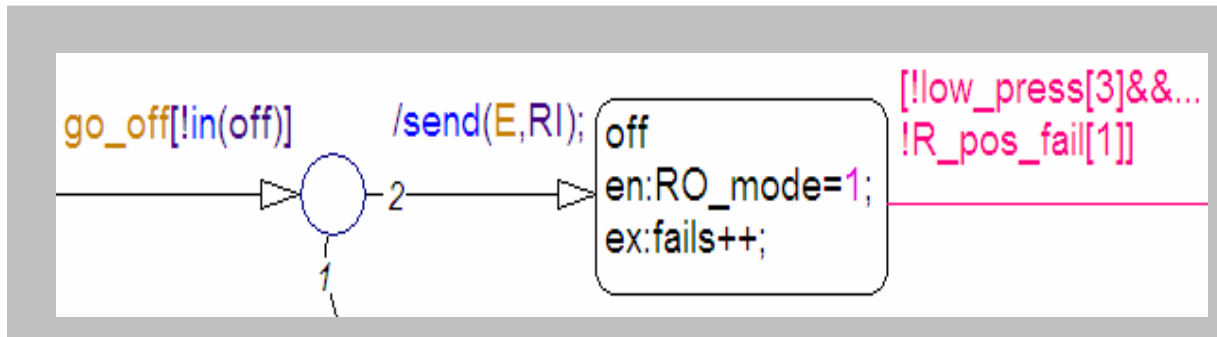 go_off[!in(off)]
/send(E,RI);
[!low_press[3]&&...
!R_pos_fail[1]]
off
en:RO_mode=1;
ex:fails++;
2
1